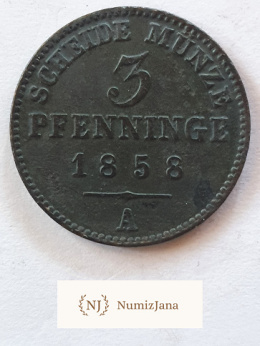 SCHEIDE MÜNZE
3
PFENNINGE
1858
A
NJ NumizJana